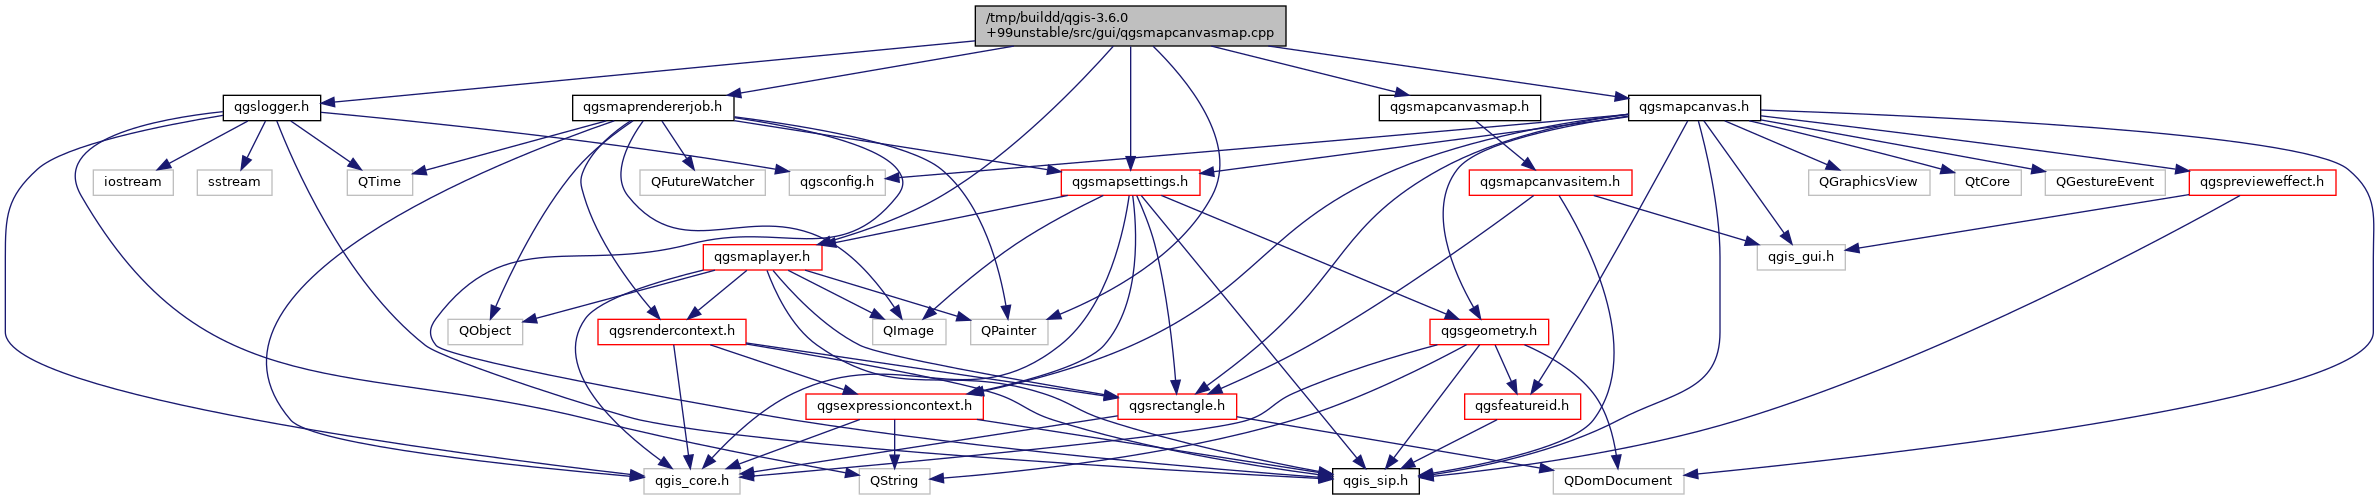 /tmp/buildd/qgis-3.6.0
+99unstable/src/gui/qgsmapcanvasmap.cpp
qgslogger.h
qgsmaprendererjob.h
qgsmapcanvasmap.h
qgsmapcanvas.h
iostream
sstream
QTime
QFutureWatcher
qgsconfig.h
qgsmapsettings.h
qgsmapcanvasitem.h
QGraphicsView
QtCore
QGestureEvent
qgsprevieweffect.h
qgsmaplayer.h
qgis_gui.h
QObject
qgsrendercontext.h
QImage
QPainter
qgsgeometry.h
qgsexpressioncontext.h
qgsrectangle.h
qgsfeatureid.h
qgis_core.h
QString
qgis_sip.h
QDomDocument